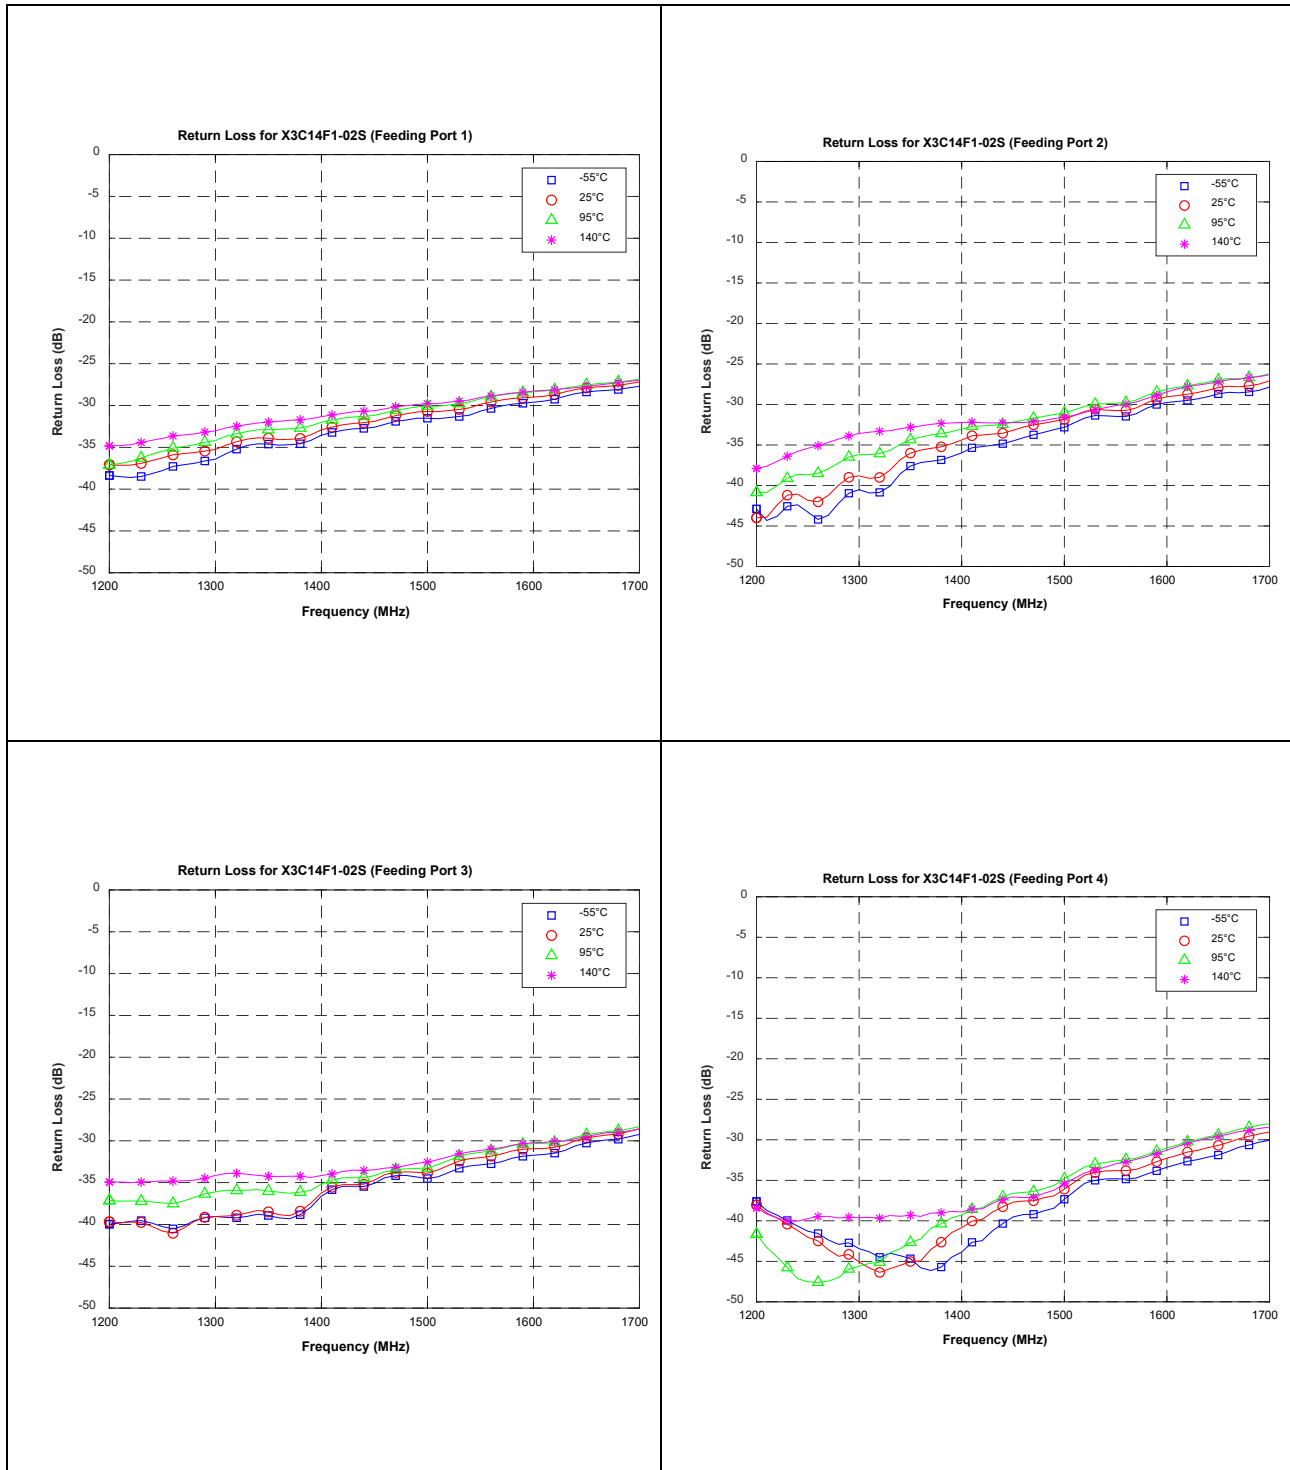 Return Loss for X3C14F1-02S (Feeding Port 1)
0
-5
-10
-15
-20
-25
-30
-35
-40
-45
-50
Return Loss (dB)
-55°C
25°C
95°C
140°C
1200 1300 1400 1500 1600 1700
Frequency (MHz)
Return Loss for X3C14F1-02S (Feeding Port 2)
0
-5
-10
-15
-20
-25
-30
-35
-40
-45
-50
Return Loss (dB)
-55°C
25°C
95°C
140°C
1200 1300 1400 1500 1600 1700
Frequency (MHz)
Return Loss for X3C14F1-02S (Feeding Port 3)
0
-5
-10
-15
-20
-25
-30
-35
-40
-45
-50
Return Loss (dB)
-55°C
25°C
95°C
140°C
1200 1300 1400 1500 1600 1700
Frequency (MHz)
Return Loss for X3C14F1-02S (Feeding Port 4)
0
-5
-10
-15
-20
-25
-30
-35
-40
-45
-50
Return Loss (dB)
-55°C
25°C
95°C
140°C
1200 1300 1400 1500 1600 1700
Frequency (MHz)